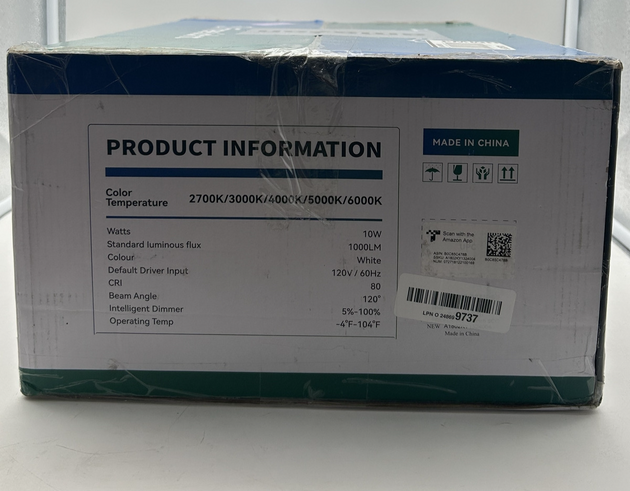 PRODUCT INFORMATION
Color Temperature 2700K/3000K/4000K/5000K/6000K
Watts 10W
Standard luminous flux 1000LM
Colour White
Default Driver Input 120V / 60Hz
CRI 80
Beam Angle 120°
Intelligent Dimmer 5%-100%
Operating Temp -4°F-104°F
MADE IN CHINA
Scan with the
Amazon App
LPN O 9737
NEW
Made in China